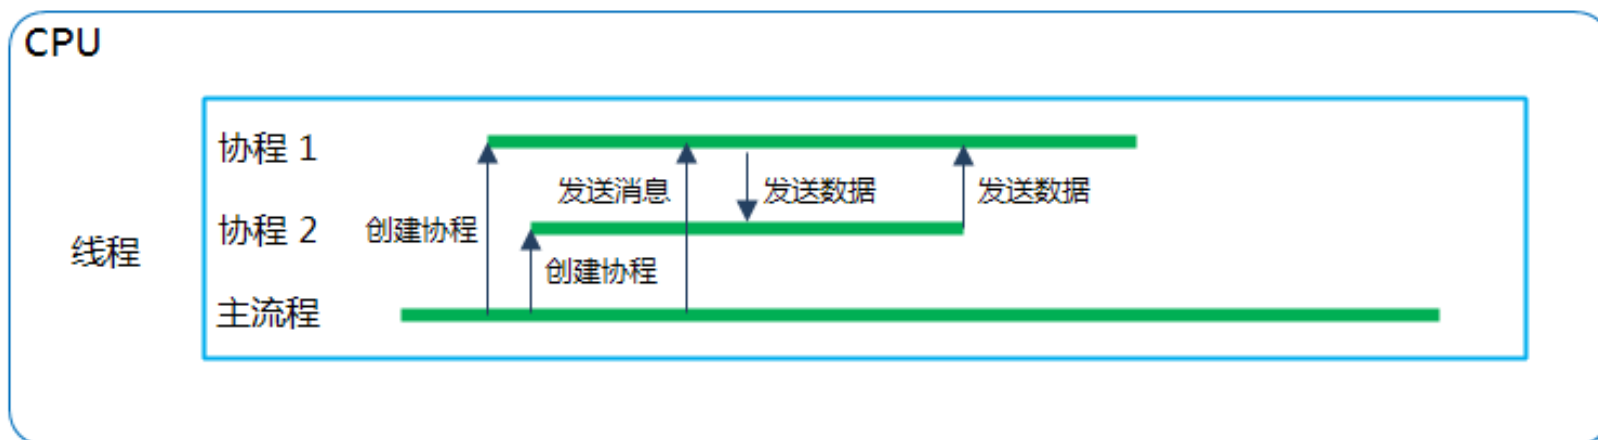 CPU
协程 1
发送消息
发送数据
发送数据
协程 2
创建协程
线程
创建协程
主流程